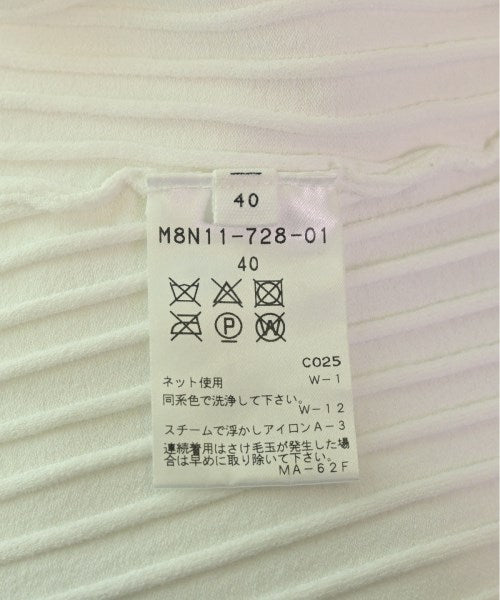 40
M8N11-728-01
40
P W
C025
ネット使用 W-1
同系色で洗浄して下さい。
W-12
スチームで浮かしアイロンA-3
連続着用はさけ毛玉が発生した場
合は早めに取り除いて下さい。
MA-62F